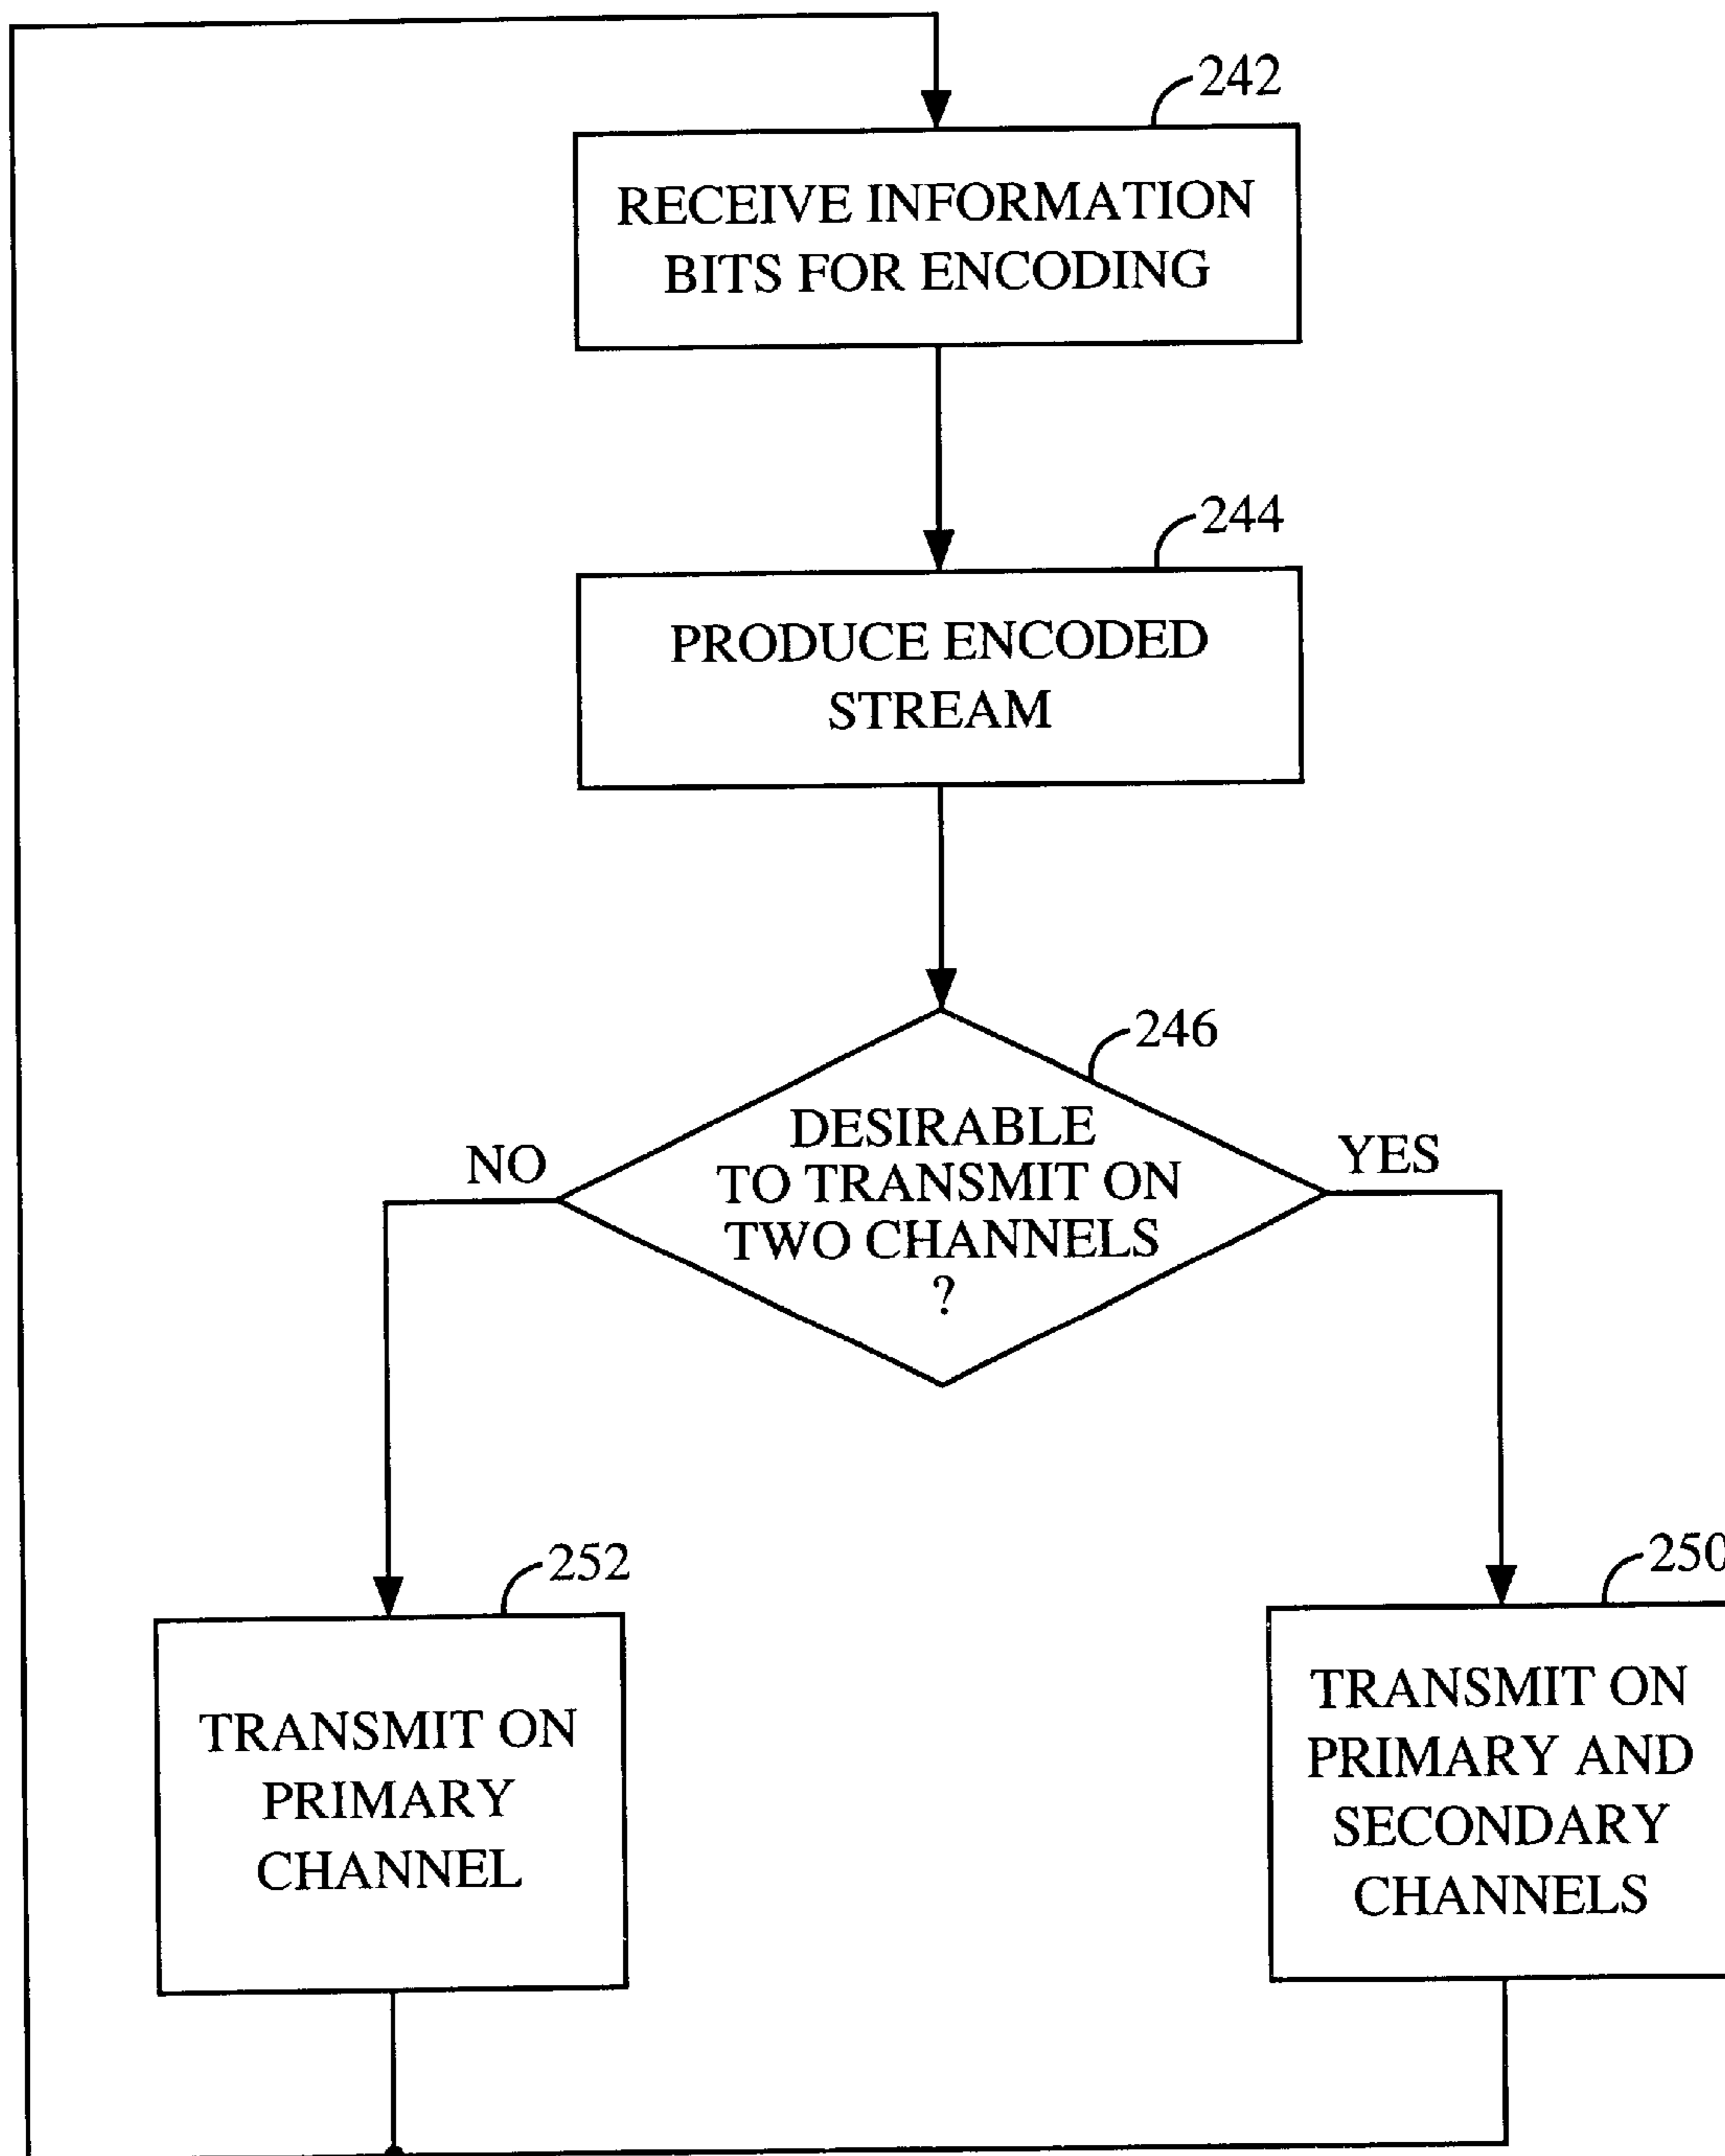 242
RECEIVE INFORMATION
BITS FOR ENCODING
244
PRODUCE ENCODED
STREAM
246
DESIRABLE
TO TRANSMIT ON
TWO CHANNELS
?
NO
YES
252
TRANSMIT ON
PRIMARY
CHANNEL
250
TRANSMIT ON
PRIMARY AND
SECONDARY
CHANNELS